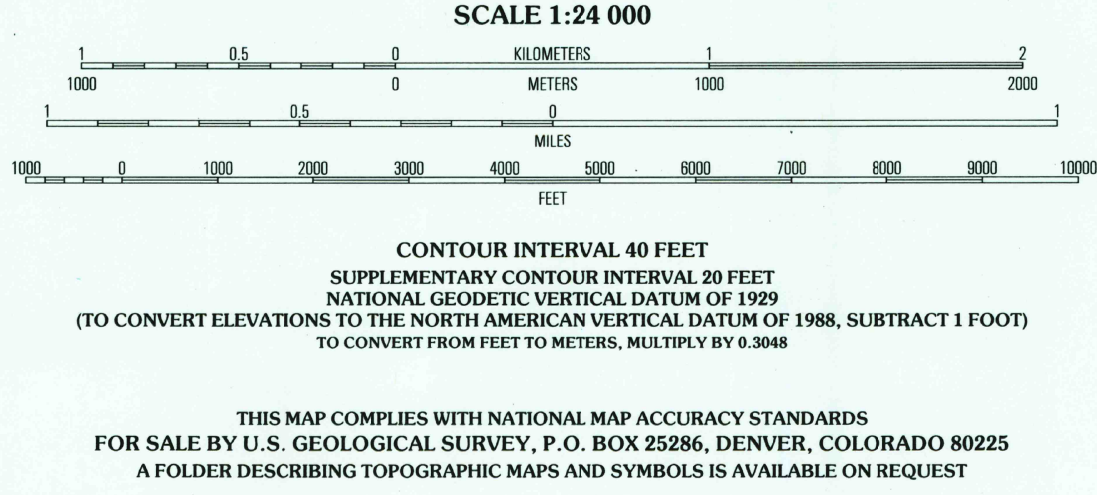 SCALE 1:24 000
1 0.5 0 KILOMETERS 1 2
1000 0 METERS 1000 2000
1 0.5 0 1
MILES
1000 0 1000 2000 3000 4000 5000 6000 7000 8000 9000 10000
FEET
CONTOUR INTERVAL 40 FEET
SUPPLEMENTARY CONTOUR INTERVAL 20 FEET
NATIONAL GEODETIC VERTICAL DATUM OF 1929
(TO CONVERT ELEVATIONS TO THE NORTH AMERICAN VERTICAL DATUM OF 1988, SUBTRACT 1 FOOT)
TO CONVERT FROM FEET TO METERS, MULTIPLY BY 0.3048
THIS MAP COMPLIES WITH NATIONAL MAP ACCURACY STANDARDS
FOR SALE BY U.S. GEOLOGICAL SURVEY, P.O. BOX 25286, DENVER, COLORADO 80225
A FOLDER DESCRIBING TOPOGRAPHIC MAPS AND SYMBOLS IS AVAILABLE ON REQUEST